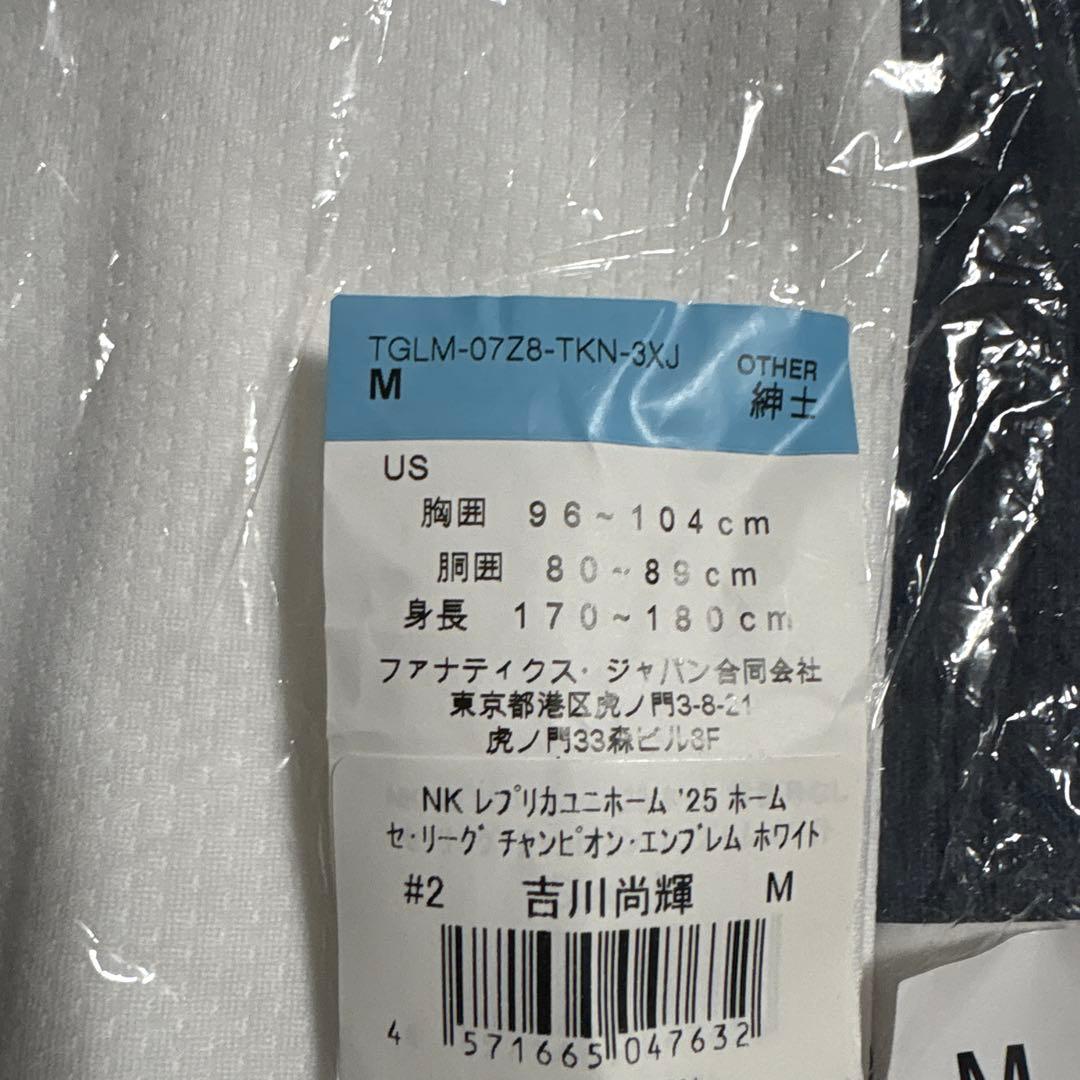 TGLM-07Z8-TKN-3XJ
M
OTHER
紳士
US
胸囲 96~104cm
胴囲 80~89cm
身長 170~180cm
ファナティクス・ジャパン合同会社
東京都港区虎ノ門3-8-21
虎ノ門33森ビル8F
NK レプリカユニホーム '25 ホーム
セ・リーグ チャンピオン・エンブレム ホワイト
#2 吉川尚輝 M
4 571665 047632
M